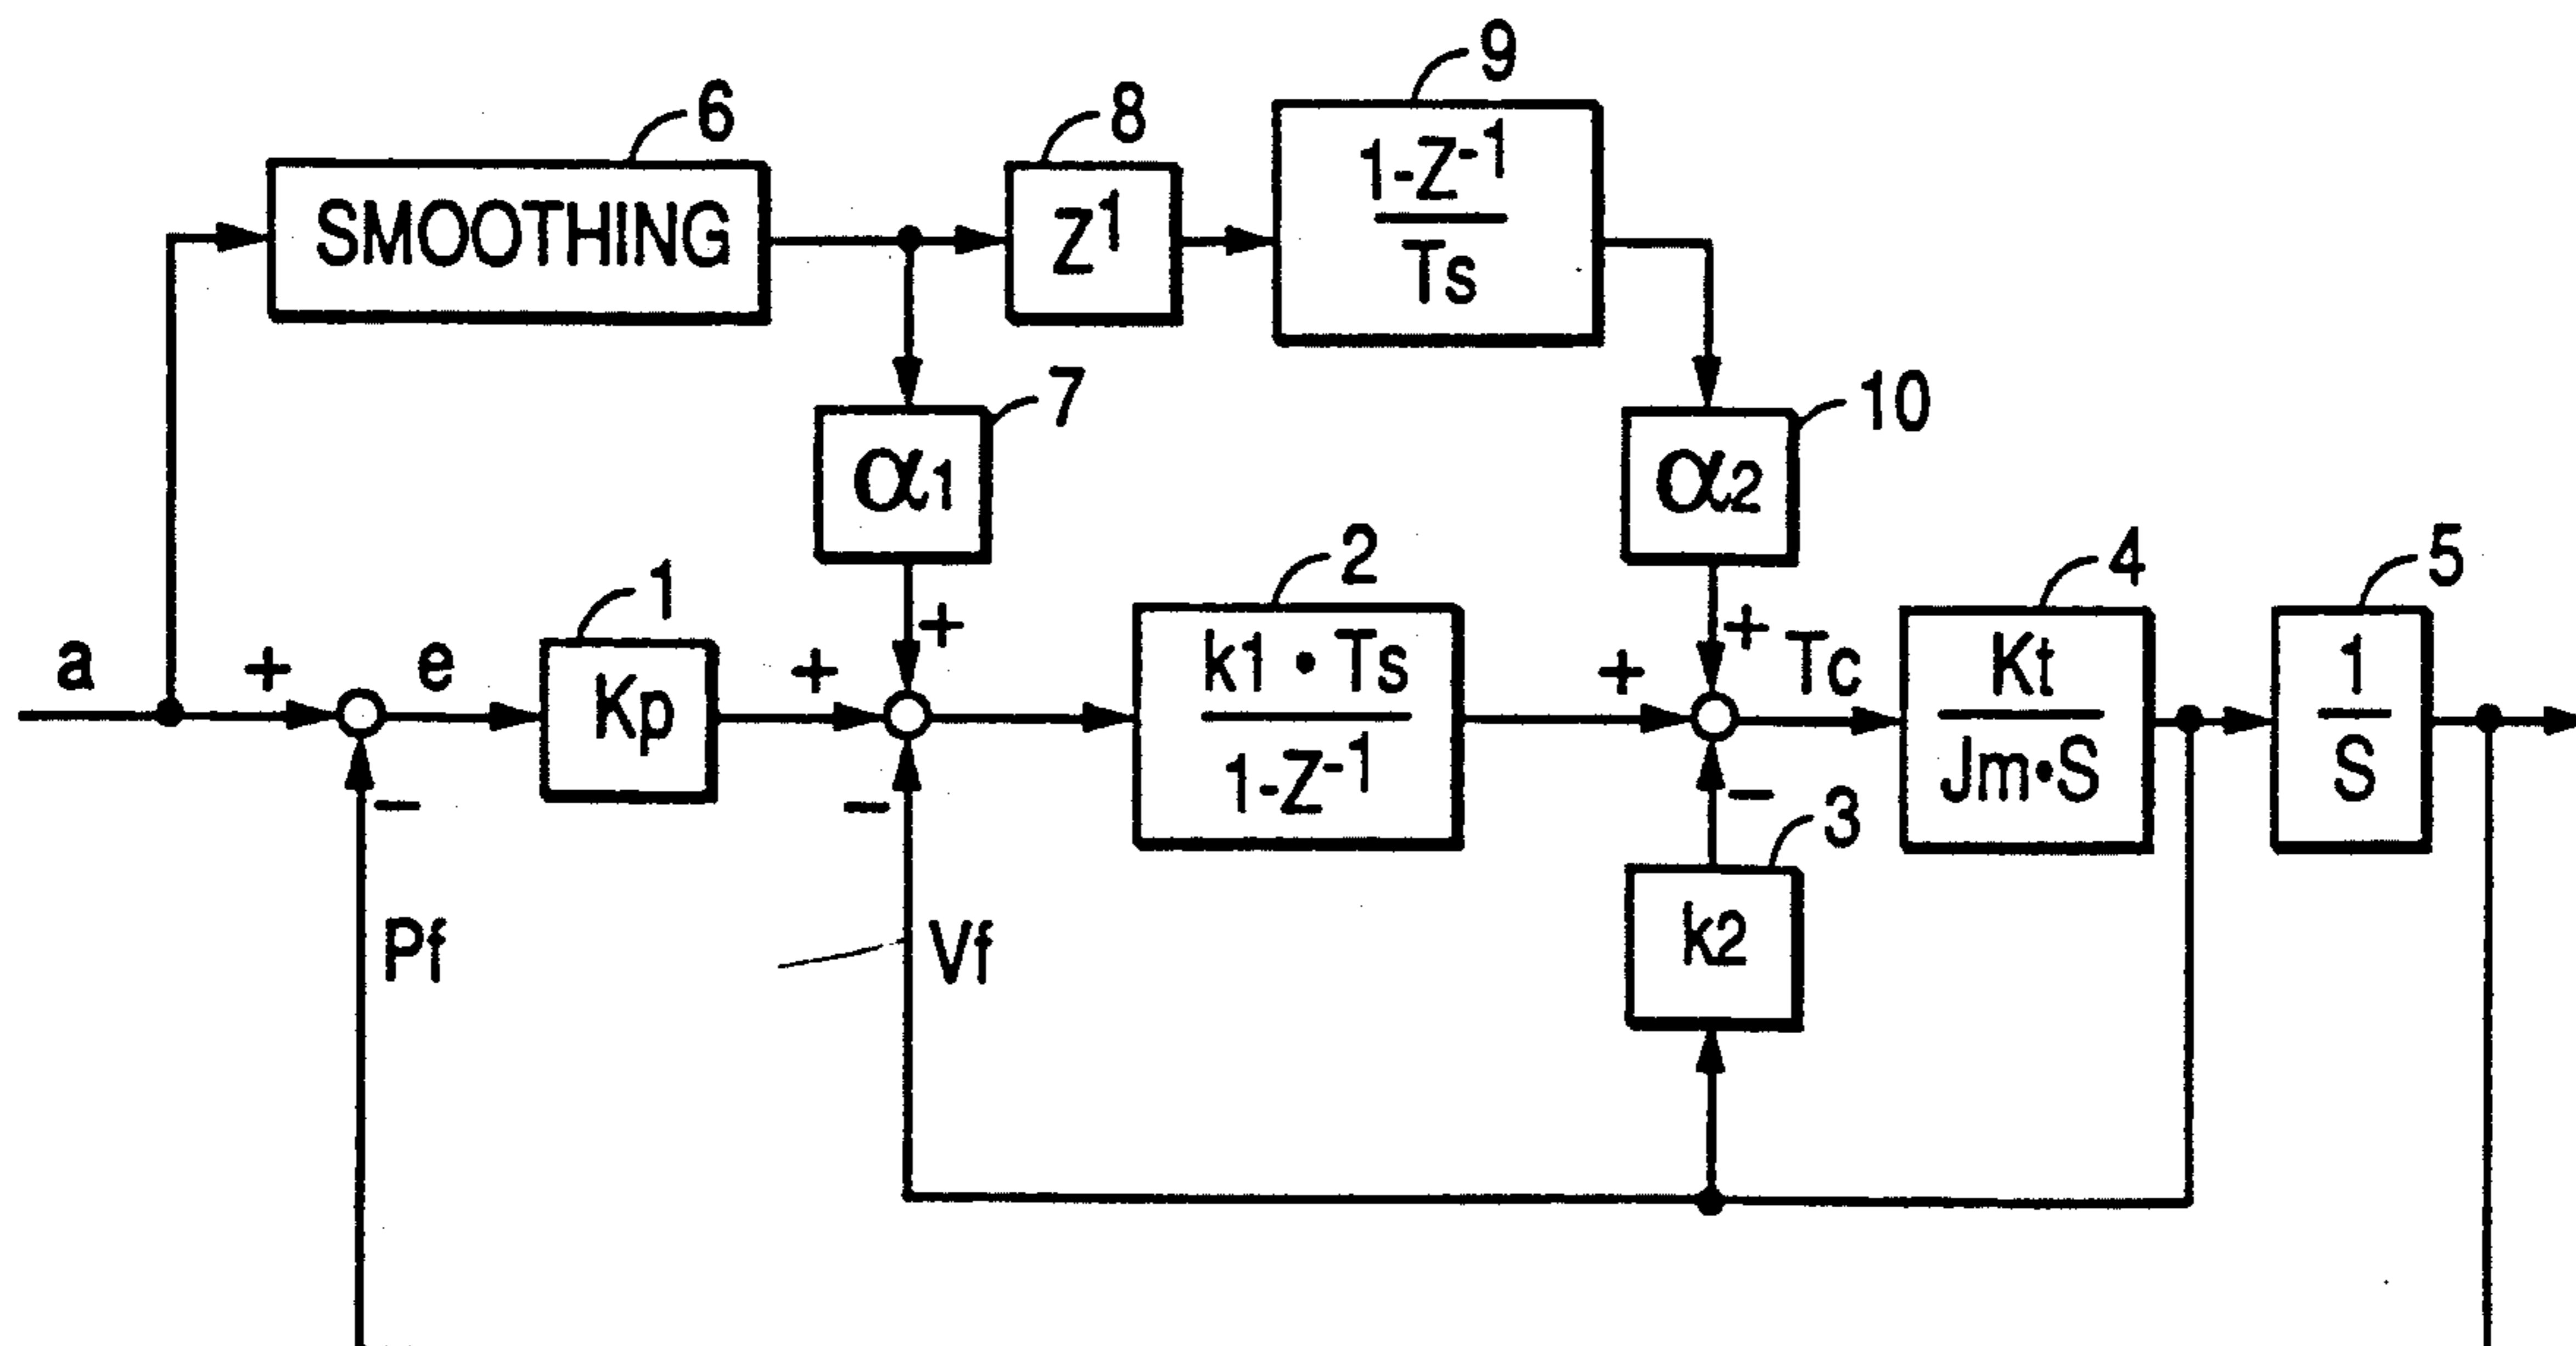 9
6
8
1-Z-1
Ts
SMOOTHING
Z1
7
10
α1
α2
1
2
4
5
+
+
a
+
e
Kp
+
k1 • Ts
1-Z-1
+
Tc
Kt
Jm•S
1
S
−
−
−
3
Pf
Vf
k2